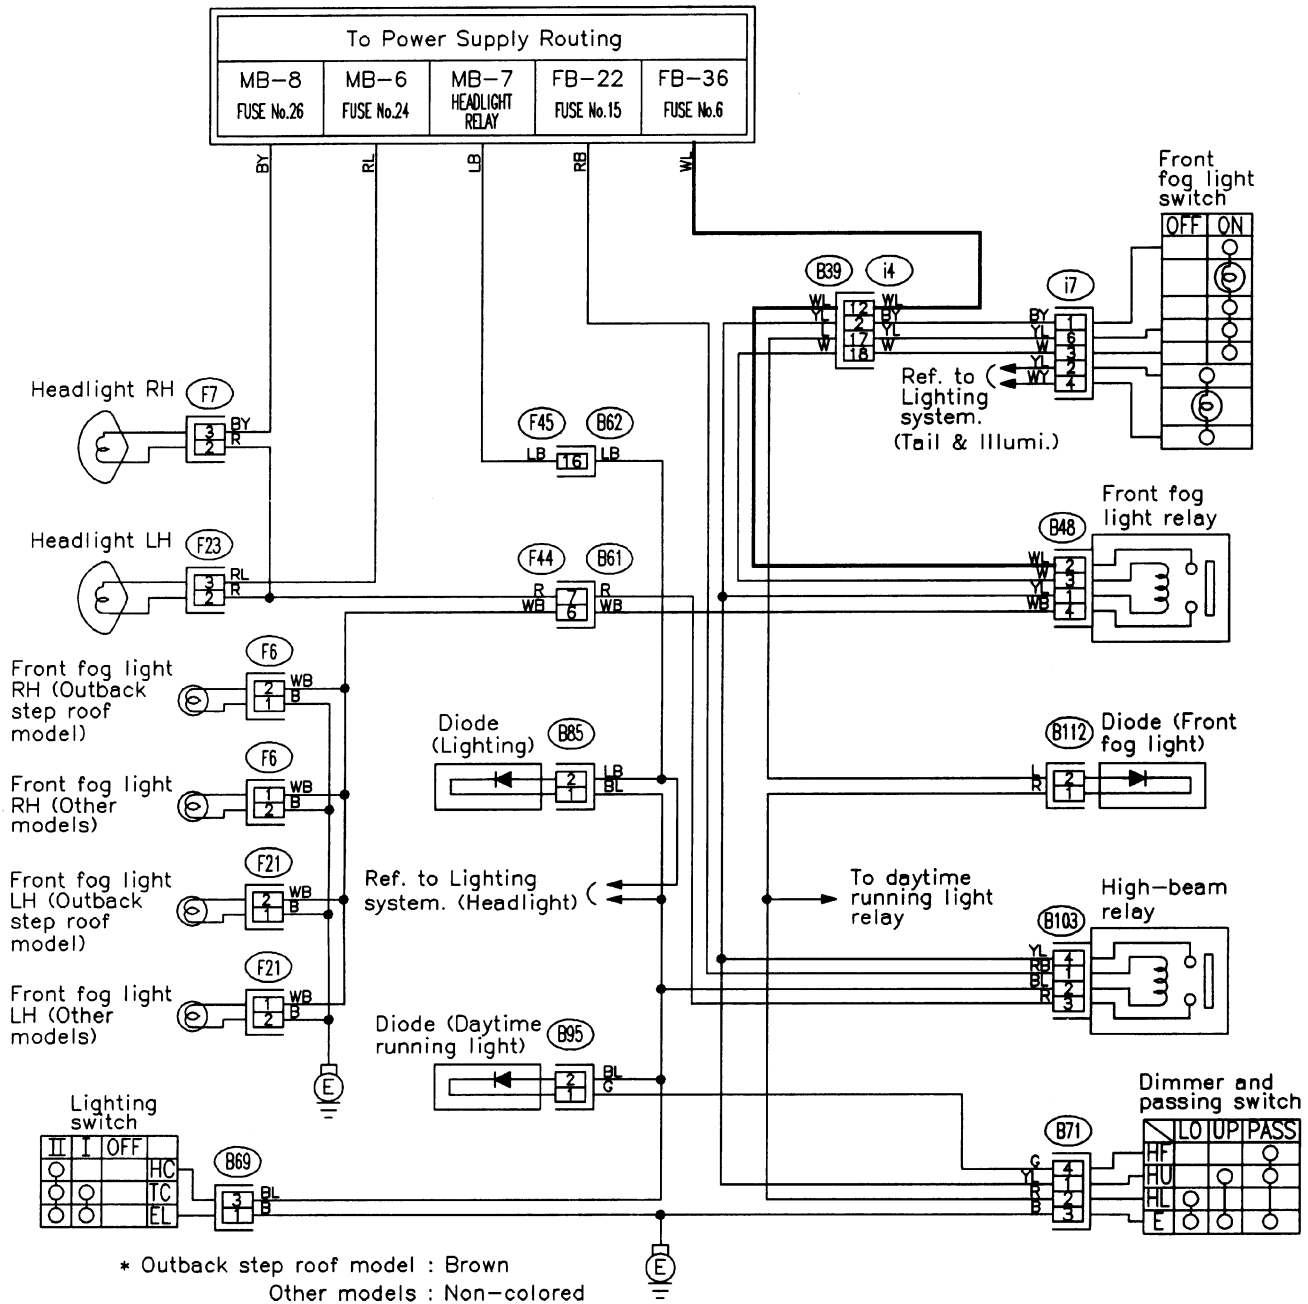 To Power Supply Routing
MB-8
FUSE No.26
MB-6
FUSE No.24
MB-7
HEADLIGHT
RELAY
FB-22
FUSE No.15
FB-36
FUSE No.6
BY
RL
LB
RB
WL
Front
fog light
switch
OFF ON
B39 i4
WL 12 WL
YL 2 BY
L 17 YL
W 18 W
i7
BY 1
YL 6
W 3
YL 2
WY 4
Ref. to
Lighting
system.
(Tail & Illumi.)
Headlight RH
F7
3 BY
2 R
F45 B62
LB 16 LB
Headlight LH
F23
3 RL
2 R
F44 B61
R 7 R
WB 6 WB
Front fog
light relay
B48
WL 2
W 3
YL 1
WB 4
Front fog light
RH (Outback
step roof
model)
F6
2 WB
1 B
Front fog light
RH (Other
models)
F6
1 WB
2 B
Front fog light
LH (Outback
step roof
model)
F21
2 WB
1 B
Front fog light
LH (Other
models)
F21
1 WB
2 B
E
Diode
(Lighting)
B85
2 LB
1 BL
Ref. to Lighting
system. (Headlight)
Diode (Front
fog light)
B112
L 2
R 1
To daytime
running light
relay
High-beam
relay
B103
YL 4
RB 1
BL 2
R 3
Diode (Daytime
running light)
B95
2 BL
1 G
Lighting
switch
II I OFF
HC
TC
EL
B69
3 BL
1 B
E
Dimmer and
passing switch
B71
G 4
YL 1
R 2
B 3
LO UP PASS
HF
HU
HL
E
* Outback step roof model : Brown
Other models : Non-colored